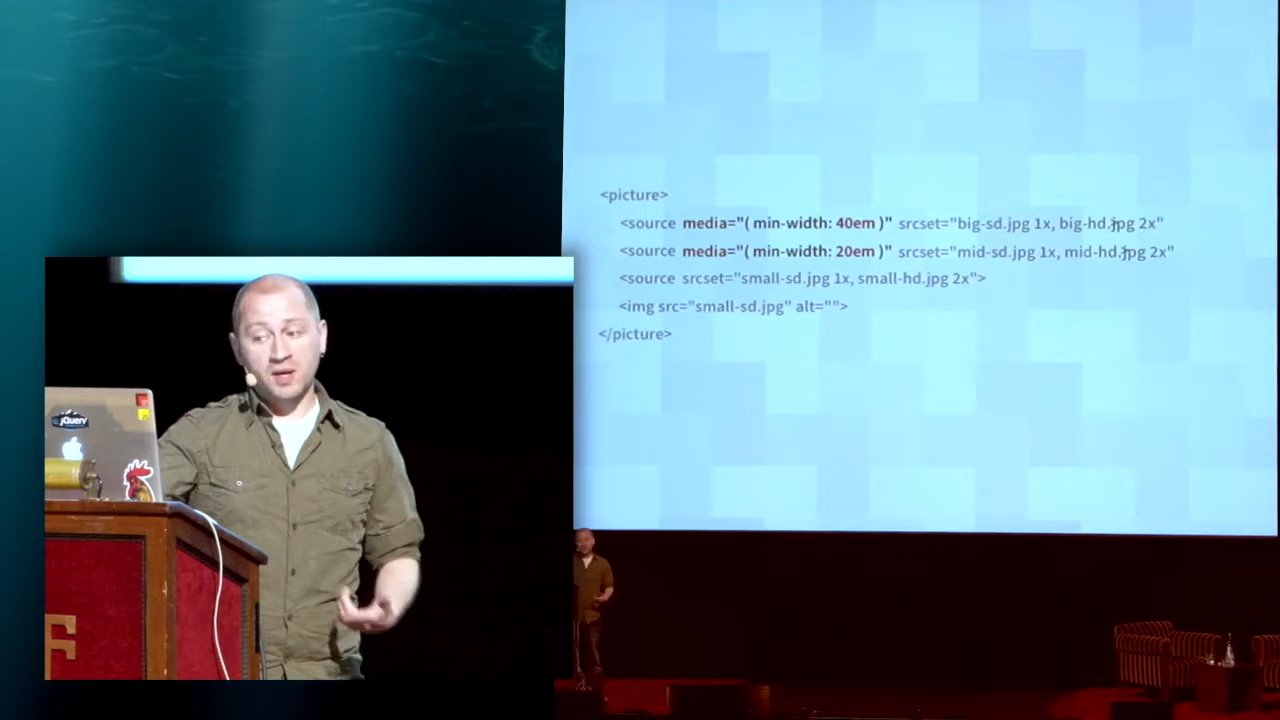 <picture>
<source media="( min-width: 40em )" srcset="big-sd.jpg 1x, big-hd.jpg 2x"
<source media="( min-width: 20em )" srcset="mid-sd.jpg 1x, mid-hd.jpg 2x"
<source srcset="small-sd.jpg 1x, small-hd.jpg 2x">
<img src="small-sd.jpg" alt="">
</picture>
jQuery
F